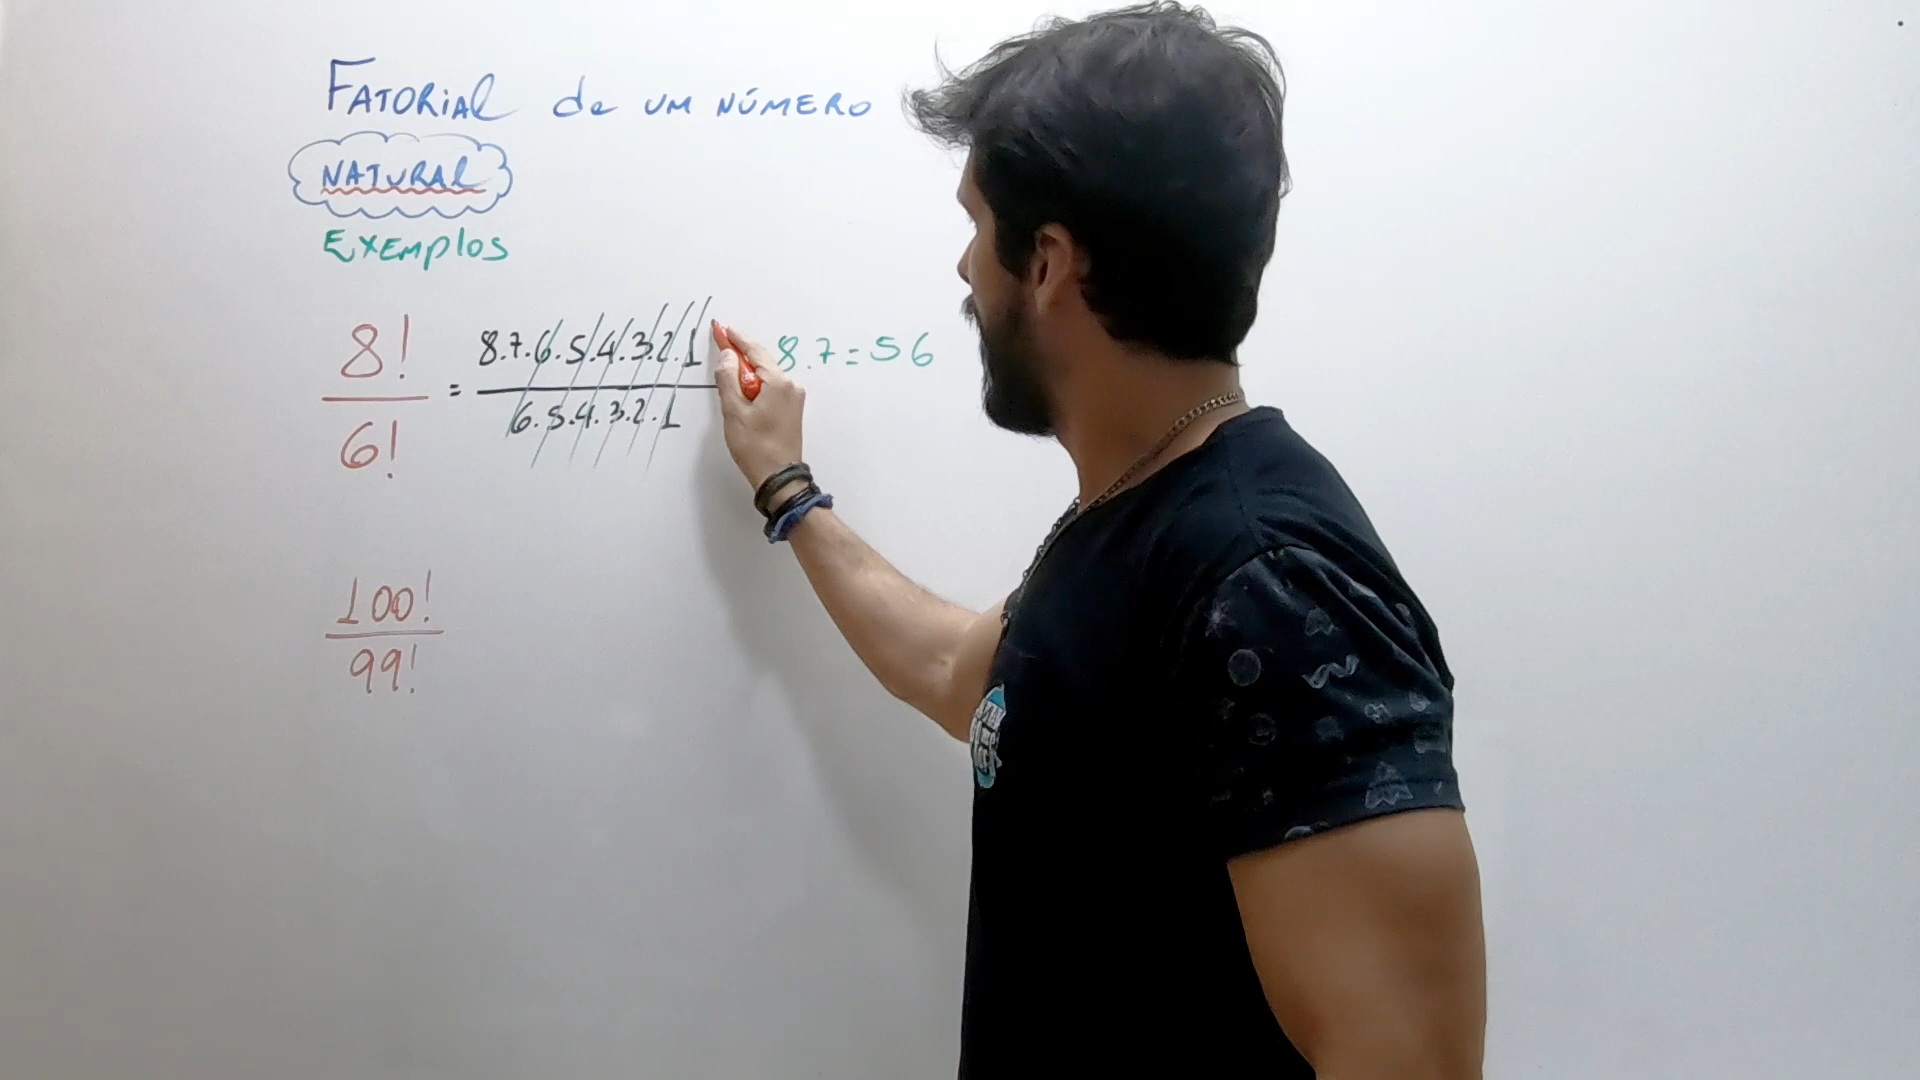 FATORIAL de UM NÚMERO
NATURAL
EXEMPLOS
8!/6! = 8.7.6.5.4.3.2.1/6.5.4.3.2.1 8.7=56
100!/99!